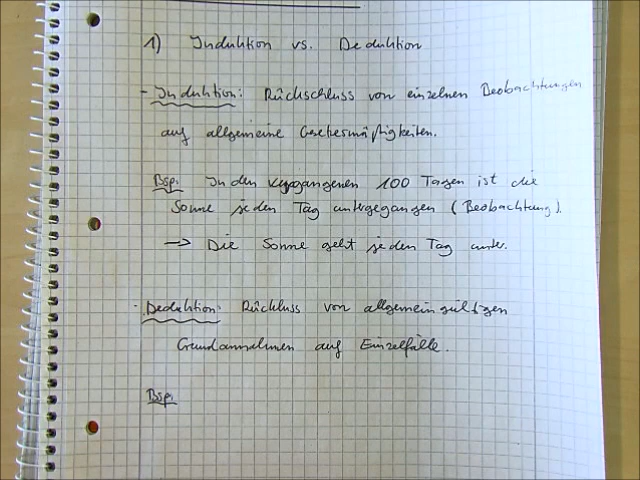 1) Induktion vs. Deduktion
- Induktion: Rückschluss von einzelnen Beobachtungen
auf allgemeine Gesetzmäßigkeiten.
Bsp. In den vergangenen 100 Tagen ist die
Sonne jeden Tag untergegangen (Beobachtung).
—> Die Sonne geht jeden Tag unter.
- Deduktion: Rückluss von allgemeingültigen
Grundannahmen auf Einzelfälle.
Bsp.